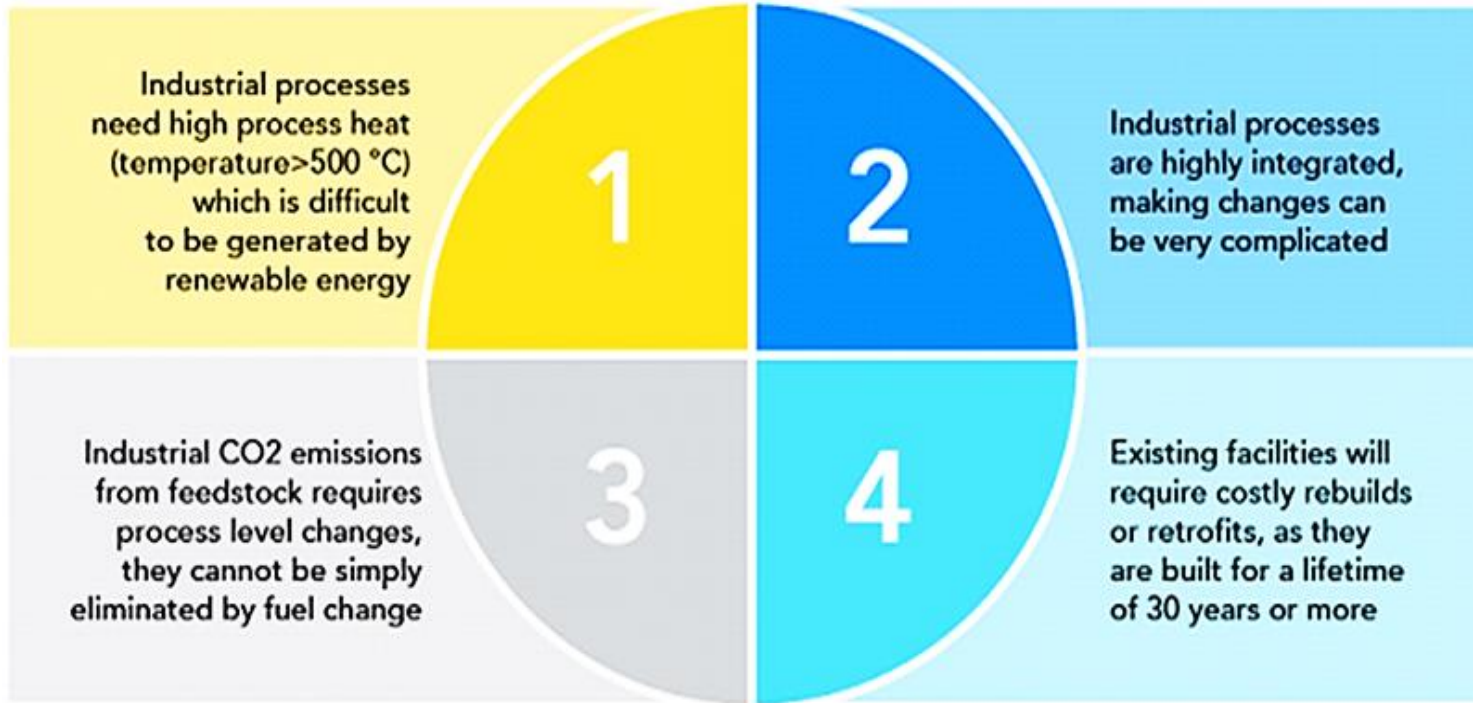 Industrial processes
need high process heat
(temperature>500 °C)
which is difficult
to be generated by
renewable energy
1
2
Industrial processes
are highly integrated,
making changes can
be very complicated
Industrial CO2 emissions
from feedstock requires
process level changes,
they cannot be simply
eliminated by fuel change
3
4
Existing facilities will
require costly rebuilds
or retrofits, as they
are built for a lifetime
of 30 years or more